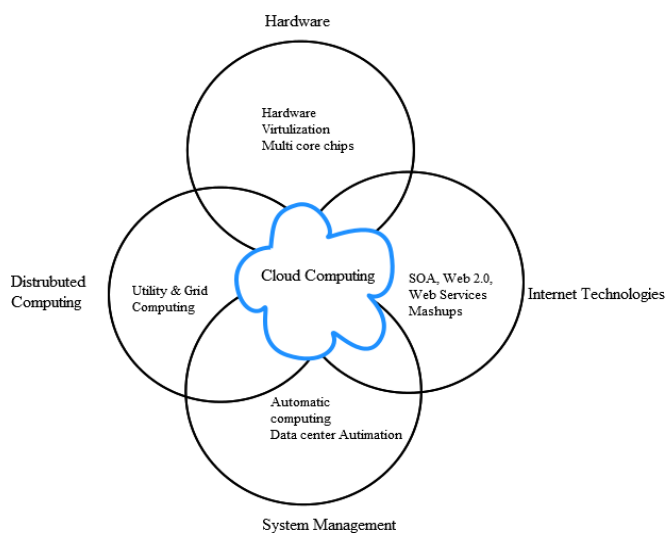 Hardware
Hardware
Virtulization
Multi core chips
Cloud Computing
Distrubuted
Computing
Utility & Grid
Computing
SOA, Web 2.0,
Web Services
Mashups
Internet Technologies
Automatic
computing
Data center Autimation
System Management